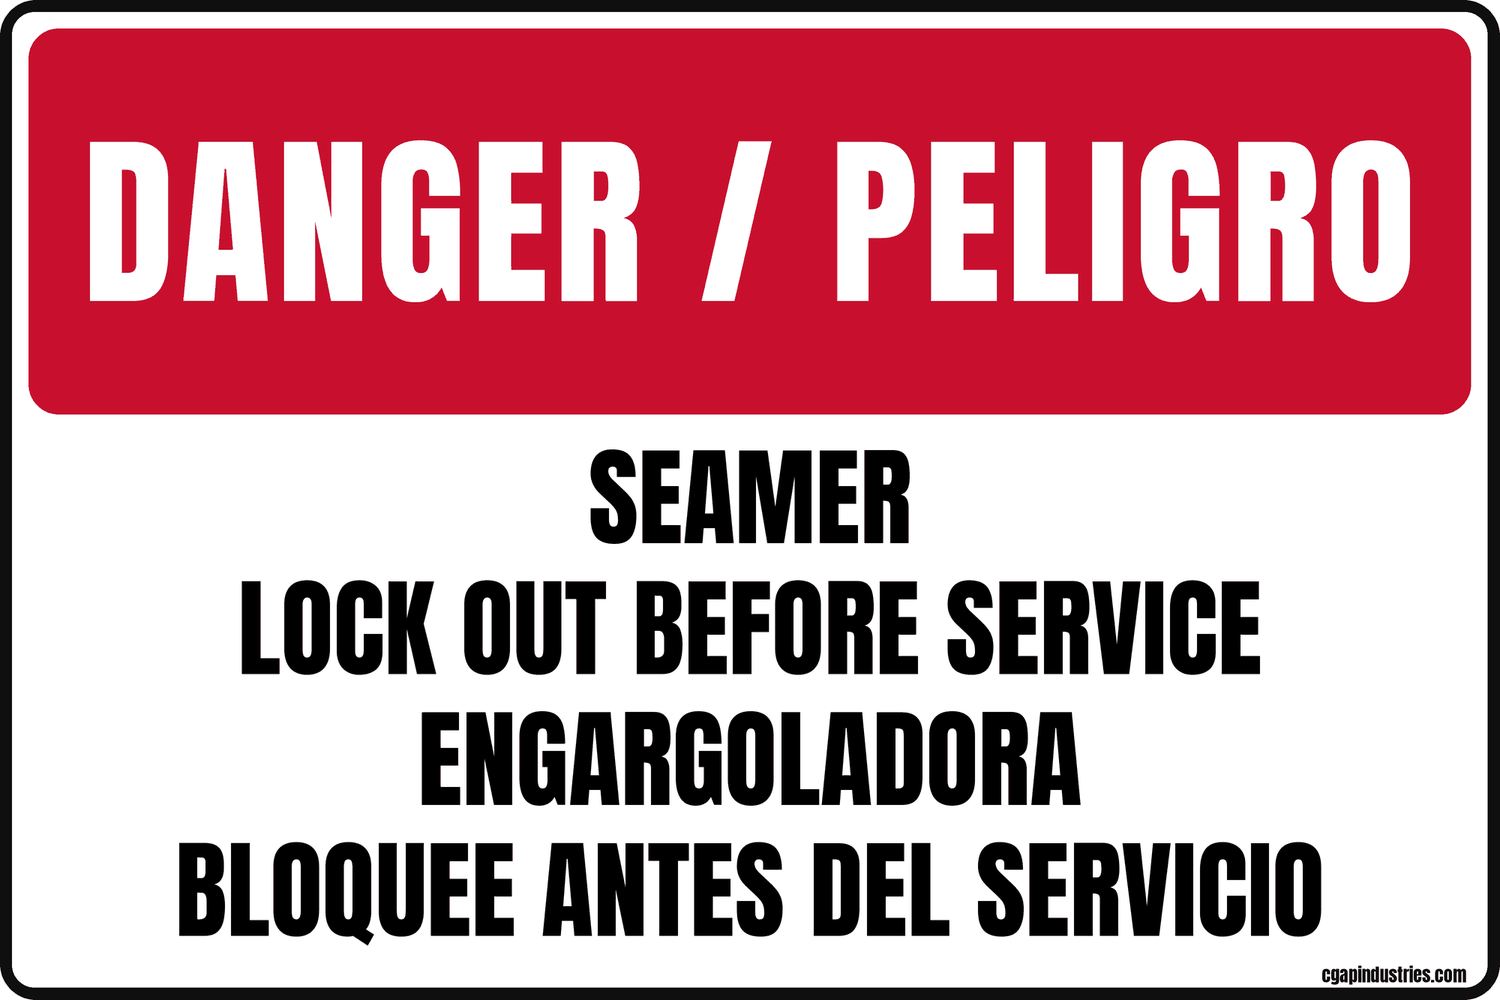 DANGER / PELIGRO
SEAMER
LOCK OUT BEFORE SERVICE
ENGARGOLADORA
BLOQUEE ANTES DEL SERVICIO
cgapindustries.com